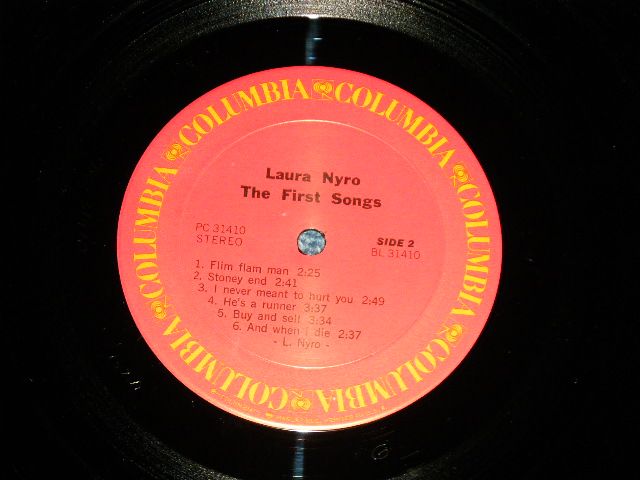 COLUMBIA COLUMBIA COLUMBIA COLUMBIA COLUMBIA COLUMBIA
Laura Nyro
The First Songs
PC 31410
STEREO
SIDE 2
BL 31410
1. Flim flam man 2:25
2. Stoney end 2:41
3. I never meant to hurt you 2:49
4. He's a runner 3:37
5. Buy and sell 3:34
6. And when I die 2:37
- L. Nyro -